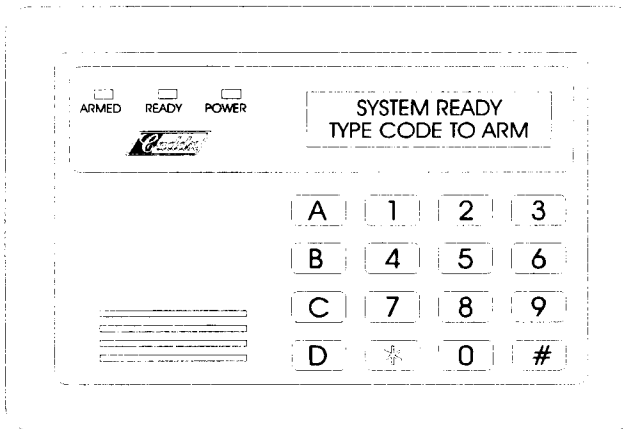 ARMED READY POWER
SYSTEM READY
TYPE CODE TO ARM
A 1 2 3
B 4 5 6
C 7 8 9
D * 0 #